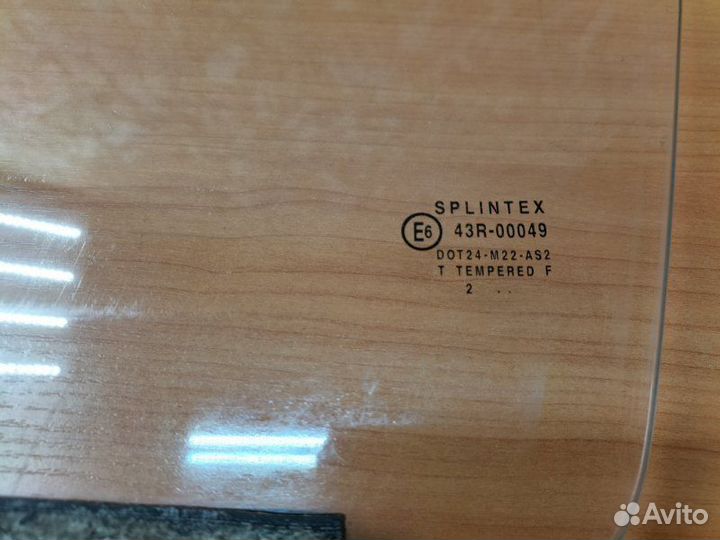 SPLINTEX
E6 43R-00049
DOT24-M22-AS2
T TEMPERED F
2 ..
Avito